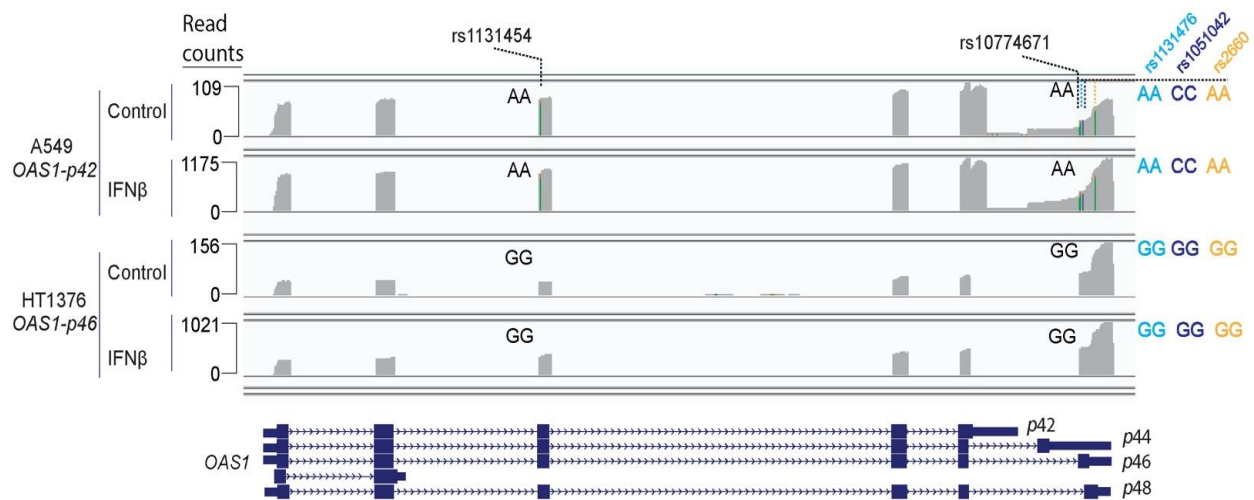 Read
counts
rs1131454
rs10774671
rs1131476
rs1051042
rs2660
A549
OAS1-p42
Control
109
0
AA
AA
AA CC AA
IFNβ
1175
0
AA
AA CC AA
HT1376
OAS1-p46
Control
156
0
GG
GG
GG GG GG
IFNβ
1021
0
GG
GG
GG GG GG
OAS1
p42
p44
p46
p48